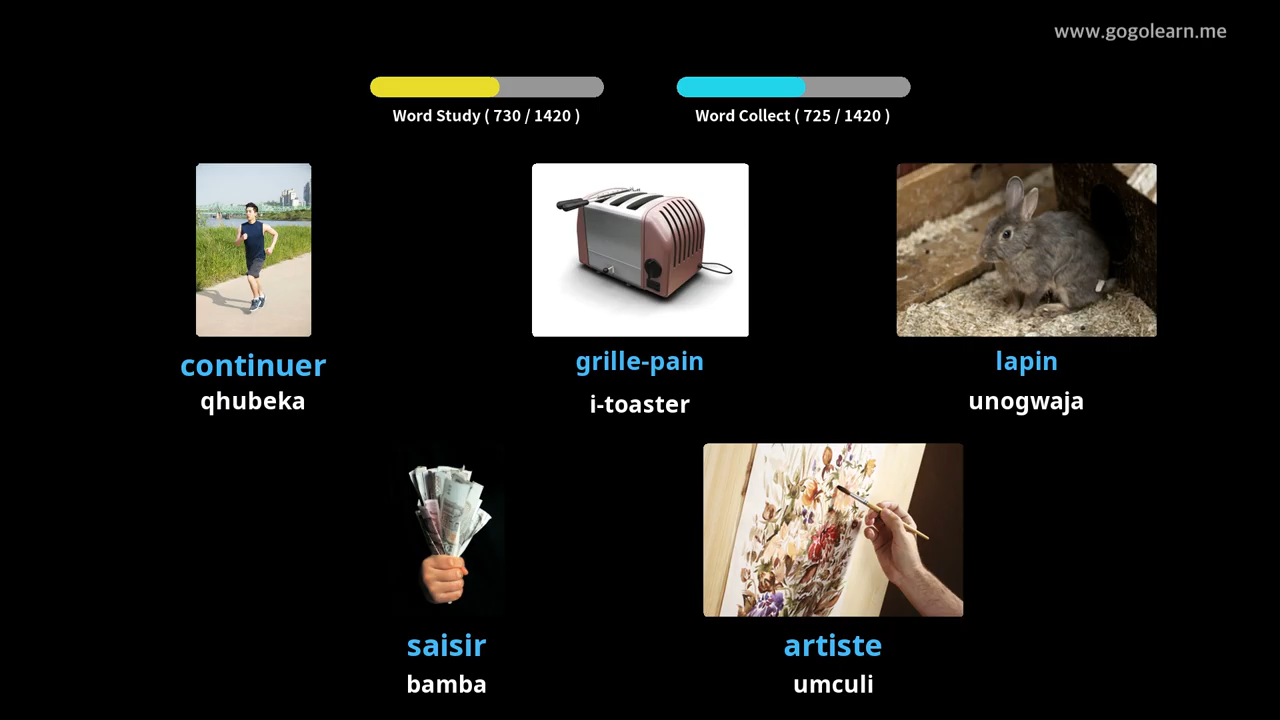 www.gogolearn.me
Word Study ( 730 / 1420 )
Word Collect ( 725 / 1420 )
continuer
qhubeka
grille-pain
i-toaster
lapin
unogwaja
saisir
bamba
artiste
umculi